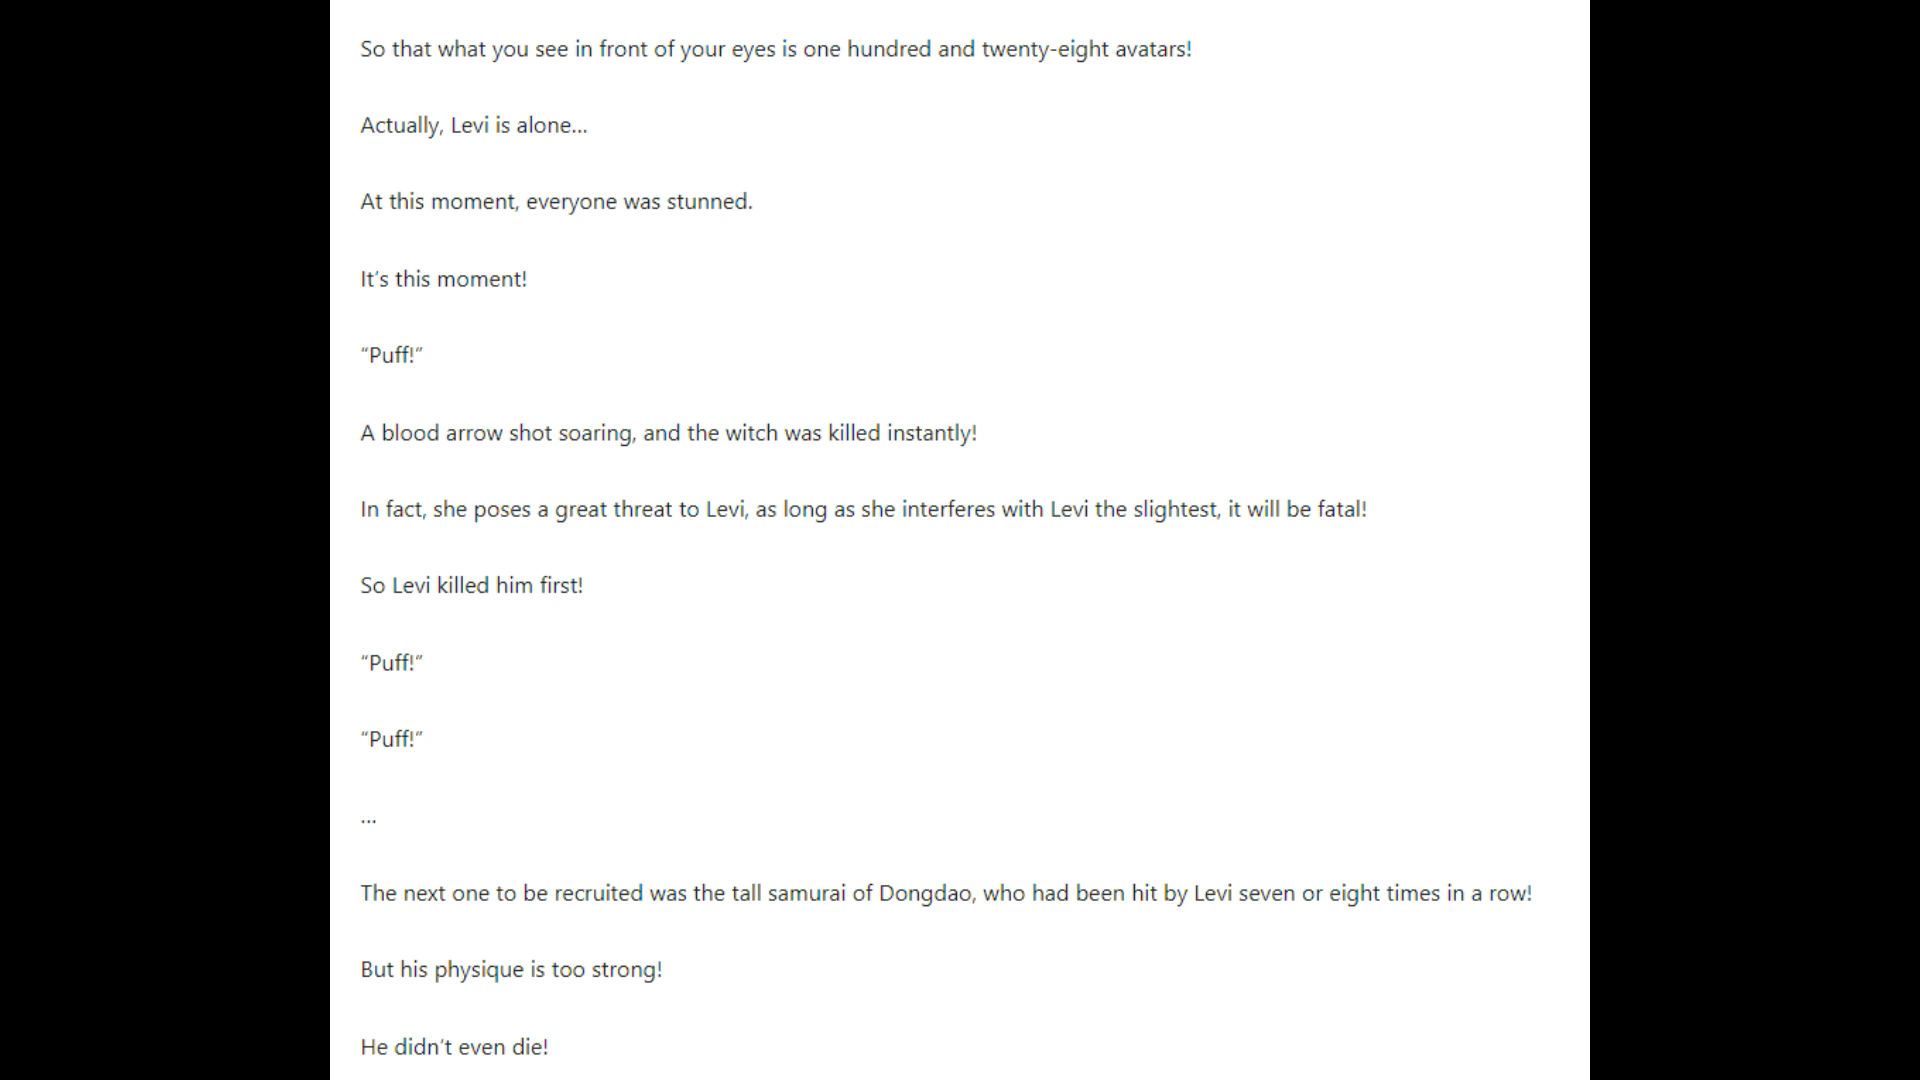 So that what you see in front of your eyes is one hundred and twenty-eight avatars!
Actually, Levi is alone…
At this moment, everyone was stunned.
It’s this moment!
“Puff!”
A blood arrow shot soaring, and the witch was killed instantly!
In fact, she poses a great threat to Levi, as long as she interferes with Levi the slightest, it will be fatal!
So Levi killed him first!
“Puff!”
“Puff!”
…
The next one to be recruited was the tall samurai of Dongdao, who had been hit by Levi seven or eight times in a row!
But his physique is too strong!
He didn’t even die!